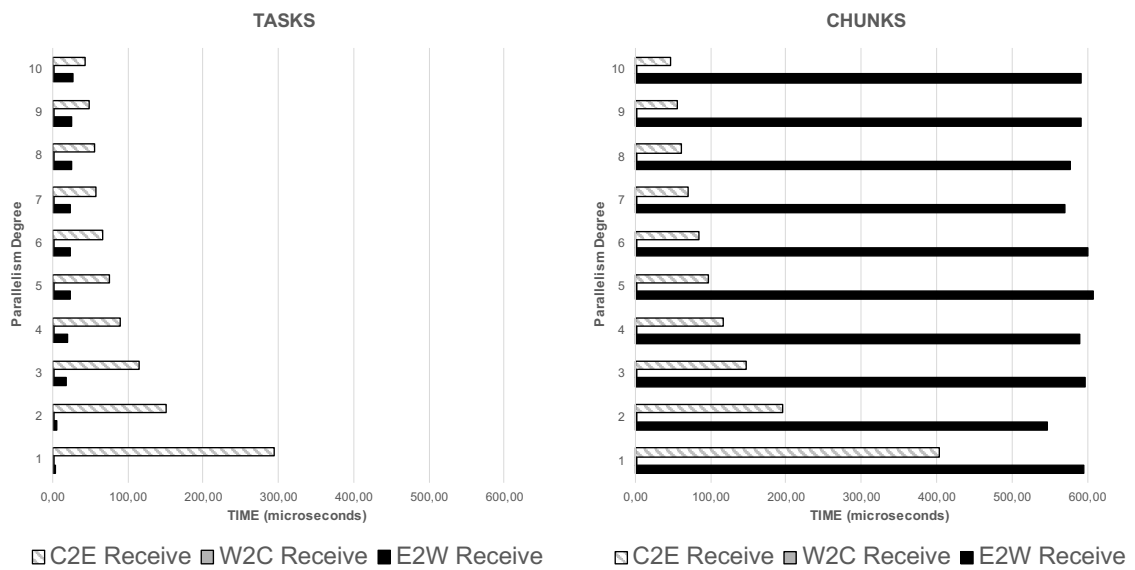 TASKS
Parallelism Degree
10
9
8
7
6
5
4
3
2
1
0,00 100,00 200,00 300,00 400,00 500,00 600,00
TIME (microseconds)
C2E Receive W2C Receive E2W Receive
CHUNKS
Parallelism Degree
10
9
8
7
6
5
4
3
2
1
0,00 100,00 200,00 300,00 400,00 500,00 600,00
TIME (microseconds)
C2E Receive W2C Receive E2W Receive